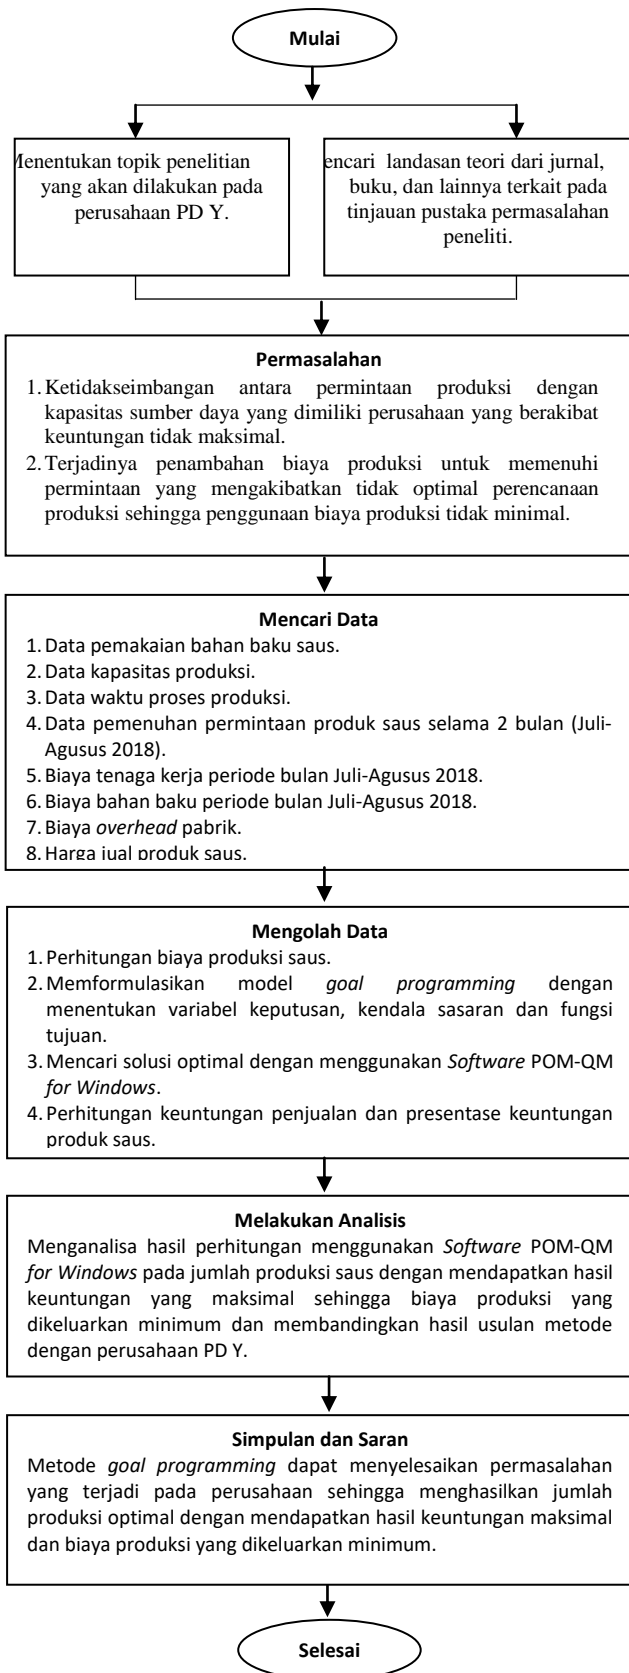 Mulai
Menentukan topik penelitian
yang akan dilakukan pada
perusahaan PD Y.
encari landasan teori dari jurnal,
buku, dan lainnya terkait pada
tinjauan pustaka permasalahan
peneliti.
Permasalahan
1. Ketidakseimbangan antara permintaan produksi dengan
kapasitas sumber daya yang dimiliki perusahaan yang berakibat
keuntungan tidak maksimal.
2. Terjadinya penambahan biaya produksi untuk memenuhi
permintaan yang mengakibatkan tidak optimal perencanaan
produksi sehingga penggunaan biaya produksi tidak minimal.
Mencari Data
1. Data pemakaian bahan baku saus.
2. Data kapasitas produksi.
3. Data waktu proses produksi.
4. Data pemenuhan permintaan produk saus selama 2 bulan (Juli-
Agusus 2018).
5. Biaya tenaga kerja periode bulan Juli-Agusus 2018.
6. Biaya bahan baku periode bulan Juli-Agusus 2018.
7. Biaya overhead pabrik.
8. Harga jual produk saus.
Mengolah Data
1. Perhitungan biaya produksi saus.
2. Memformulasikan model goal programming dengan
menentukan variabel keputusan, kendala sasaran dan fungsi
tujuan.
3. Mencari solusi optimal dengan menggunakan Software POM-QM
for Windows.
4. Perhitungan keuntungan penjualan dan presentase keuntungan
produk saus.
Melakukan Analisis
Menganalisa hasil perhitungan menggunakan Software POM-QM
for Windows pada jumlah produksi saus dengan mendapatkan hasil
keuntungan yang maksimal sehingga biaya produksi yang
dikeluarkan minimum dan membandingkan hasil usulan metode
dengan perusahaan PD Y.
Simpulan dan Saran
Metode goal programming dapat menyelesaikan permasalahan
yang terjadi pada perusahaan sehingga menghasilkan jumlah
produksi optimal dengan mendapatkan hasil keuntungan maksimal
dan biaya produksi yang dikeluarkan minimum.
Selesai